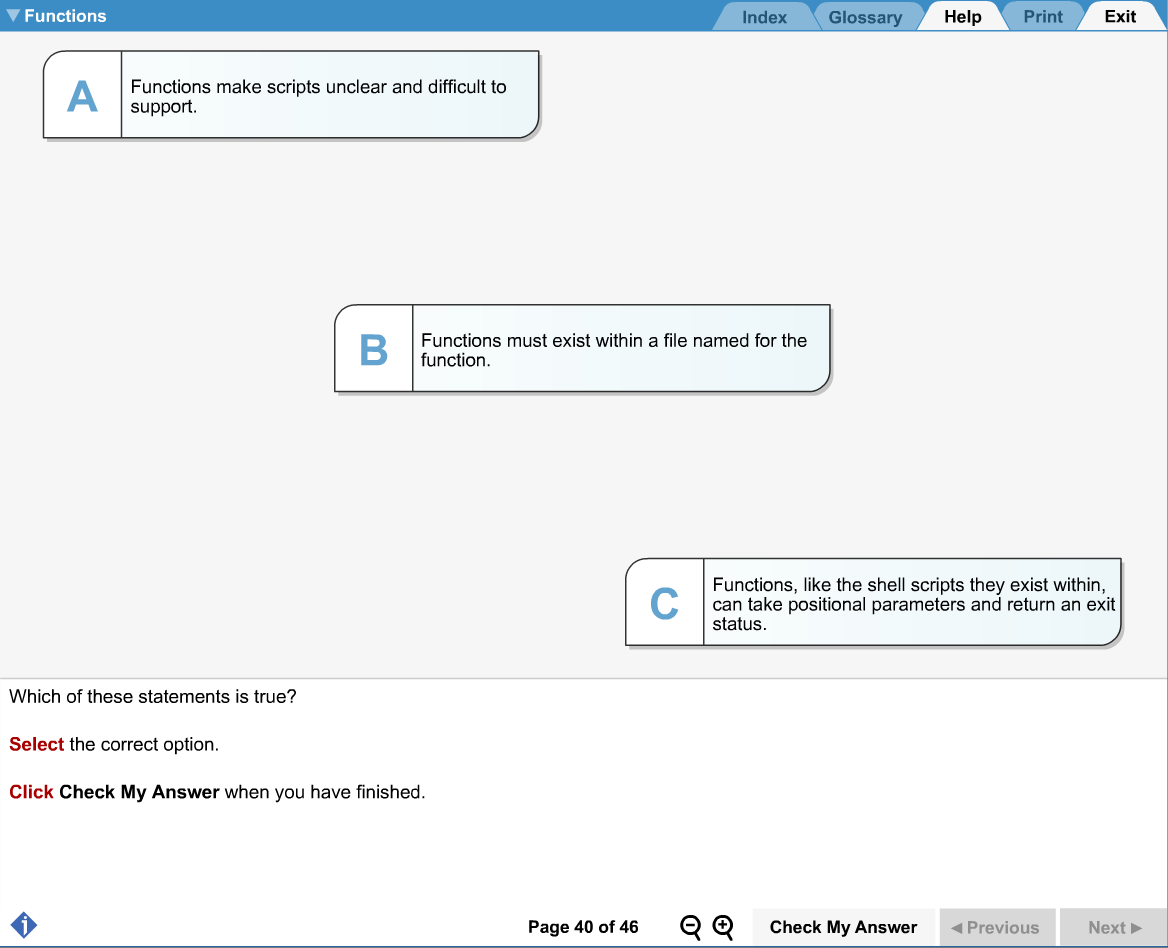 Functions
Index
Glossary
Help
Print
Exit
A
Functions make scripts unclear and difficult to
support.
B
Functions must exist within a file named for the
function.
C
Functions, like the shell scripts they exist within,
can take positional parameters and return an exit
status.
Which of these statements is true?
Select the correct option.
Click Check My Answer when you have finished.
i
Page 40 of 46
Check My Answer
Previous
Next